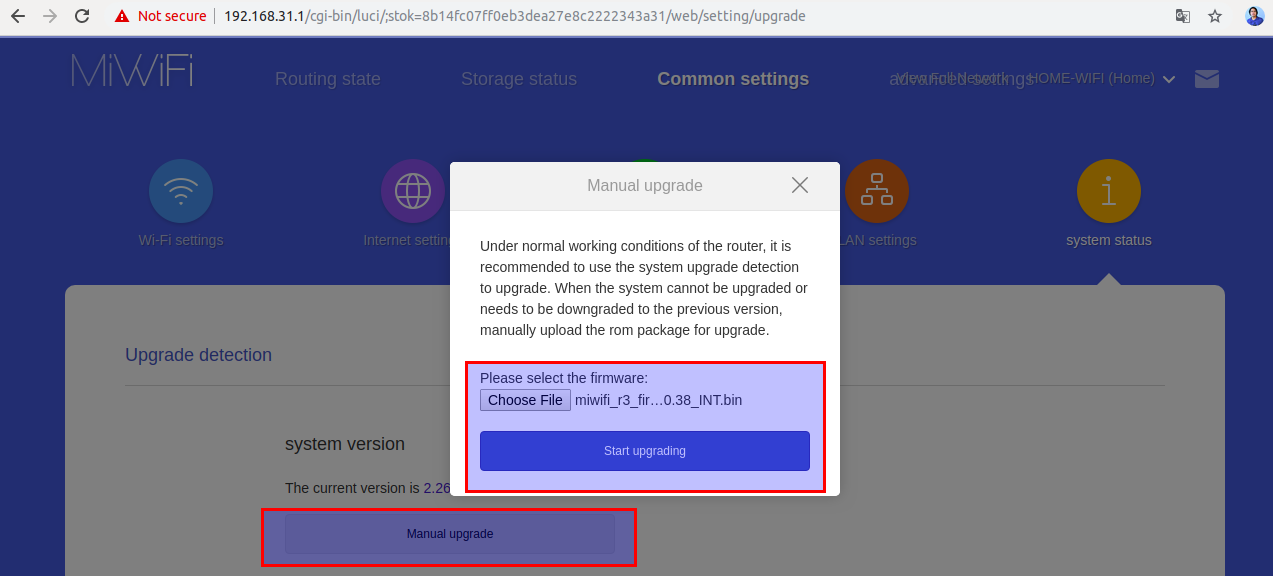 Not secure 192.168.31.1/cgi-bin/luci/;stok=8b14fc07ff0eb3dea27e8c2222343a31/web/setting/upgrade
MiWiFi Routing state Storage status Common settings advanced settings View Full Network HOME-WIFI (Home)
Manual upgrade
Wi-Fi settings Internet settin LAN settings system status
Under normal working conditions of the router, it is
recommended to use the system upgrade detection
to upgrade. When the system cannot be upgraded or
needs to be downgraded to the previous version,
manually upload the rom package for upgrade.
Upgrade detection
Please select the firmware:
Choose File miwifi_r3_fir…0.38_INT.bin
Start upgrading
system version
The current version is 2.26
Manual upgrade